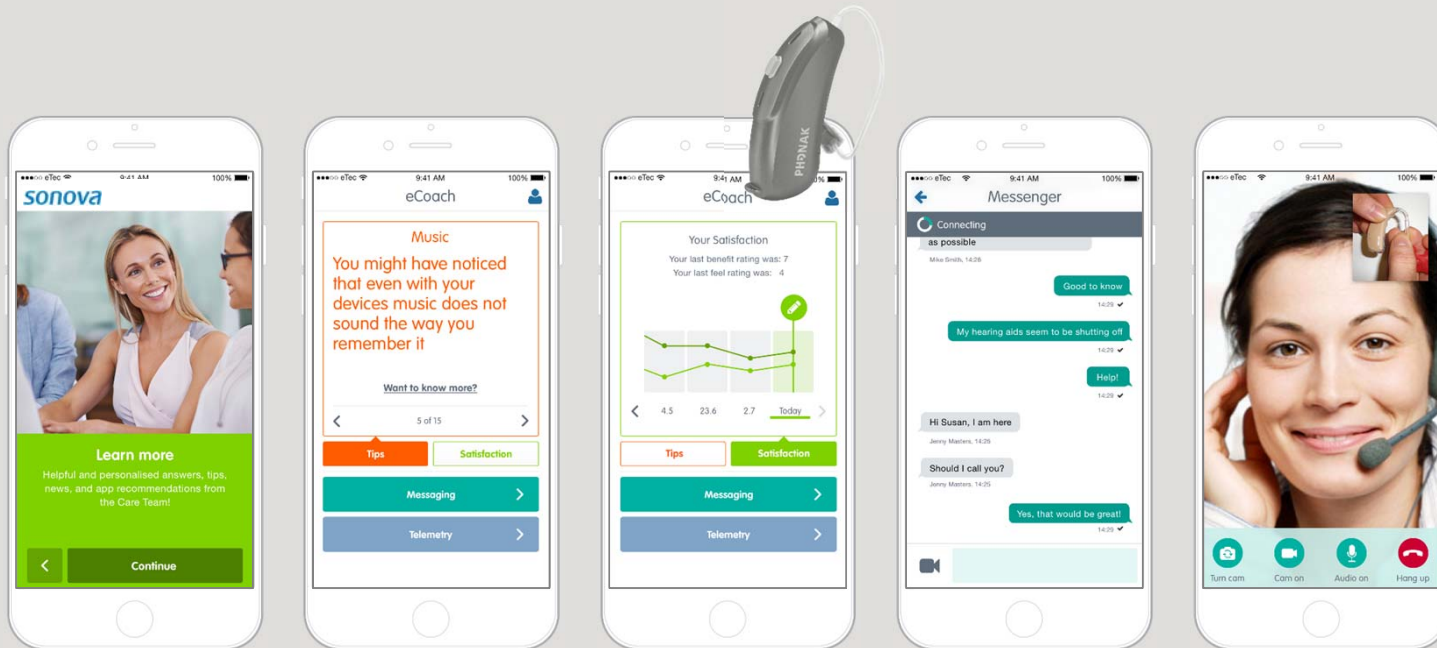 ●●●○○ eTec
9:41 AM
100%
sonova
Learn more
Helpful and personalised answers, tips,
news, and app recommendations from
the Care Team!
Continue
●●●○○ eTec
9:41 AM
100%
eCoach
Music
You might have noticed
that even with your
devices music does not
sound the way you
remember it
Want to know more?
5 of 15
Tips
Satisfaction
Messaging
Telemetry
PHONAK
●●●○○ eTec
9:41 AM
%
eCoach
Your Satisfaction
Your last benefit rating was: 7
Your last feel rating was: 4
4.5
23.6
2.7
Today
Tips
Satisfaction
Messaging
Telemetry
●●●○○ eTec
9:41 AM
100%
Messenger
Connecting
as possible
Mike Smith, 14:28
Good to know
14:29
My hearing aids seem to be shutting off
14:29
Help!
14:29
Hi Susan, I am here
Jenny Masters, 14:26
Should I call you?
Jenny Masters, 14:25
Yes, that would be great!
14:29
●●●○○ eTec
9:41 AM
100%
Turn cam
Cam on
Audio on
Hang up